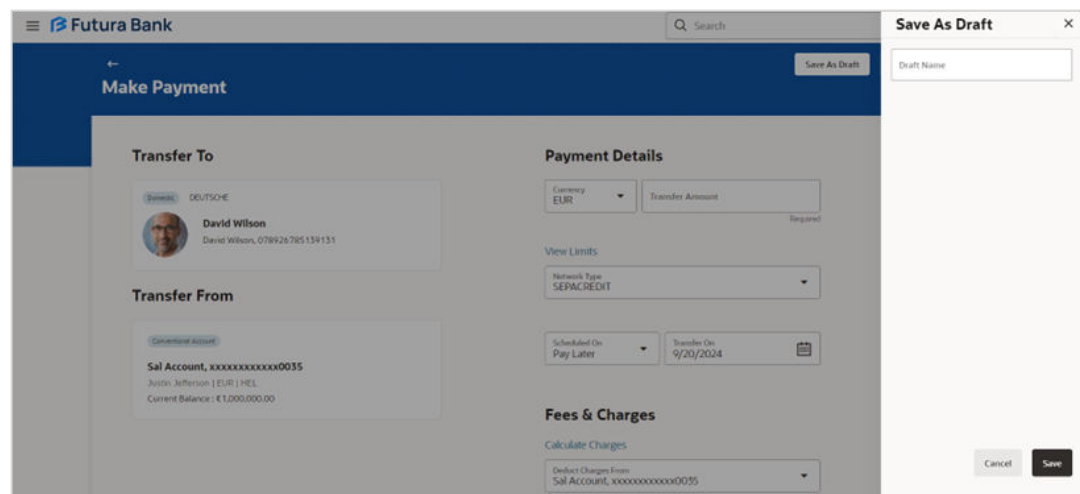 Futura Bank
Search
Save As Draft
Make Payment
Save As Draft
Draft Name
Transfer To
Domestic DEUTSCHE
David Wilson
David Wilson, 078926785139131
Transfer From
Conventional Account
Sal Account, xxxxxxxxxxxx0035
Justin Jefferson | EUR | HEL
Current Balance : €1,000,000.00
Payment Details
Currency
EUR
Transfer Amount
Required
View Limits
Network Type
SEPACREDIT
Scheduled On
Pay Later
Transfer On
9/20/2024
Fees & Charges
Calculate Charges
Deduct Charges From
Sal Account, xxxxxxxxxxxx0035
Cancel
Save